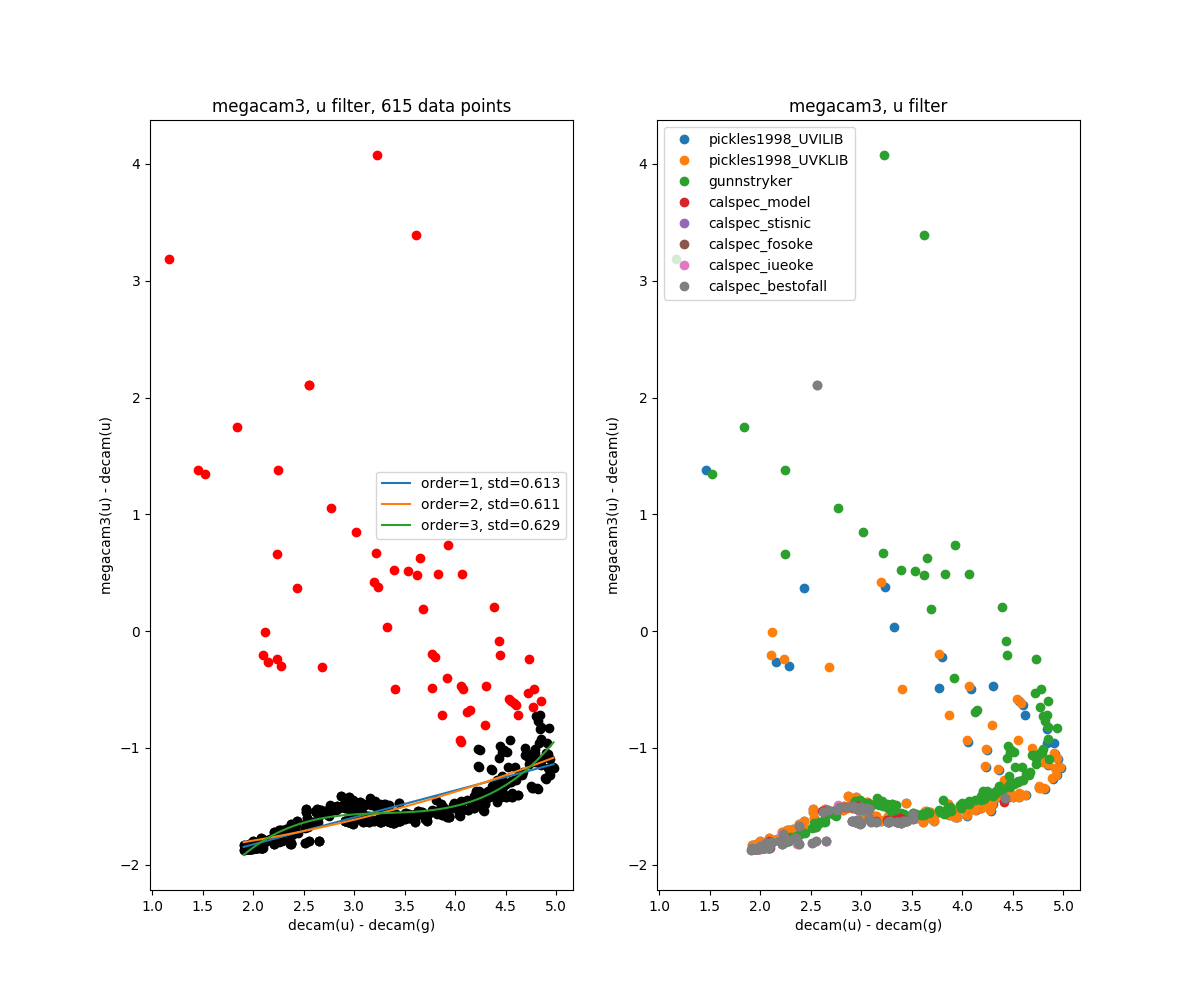 megacam3, u filter, 615 data points
megacam3(u) - decam(u)
4
3
2
1
0
−1
−2
order=1, std=0.613
order=2, std=0.611
order=3, std=0.629
1.0 1.5 2.0 2.5 3.0 3.5 4.0 4.5 5.0
decam(u) - decam(g)
megacam3, u filter
megacam3(u) - decam(u)
4
3
2
1
0
−1
−2
pickles1998_UVILIB
pickles1998_UVKLIB
gunnstryker
calspec_model
calspec_stisnic
calspec_fosoke
calspec_iueoke
calspec_bestofall
1.0 1.5 2.0 2.5 3.0 3.5 4.0 4.5 5.0
decam(u) - decam(g)